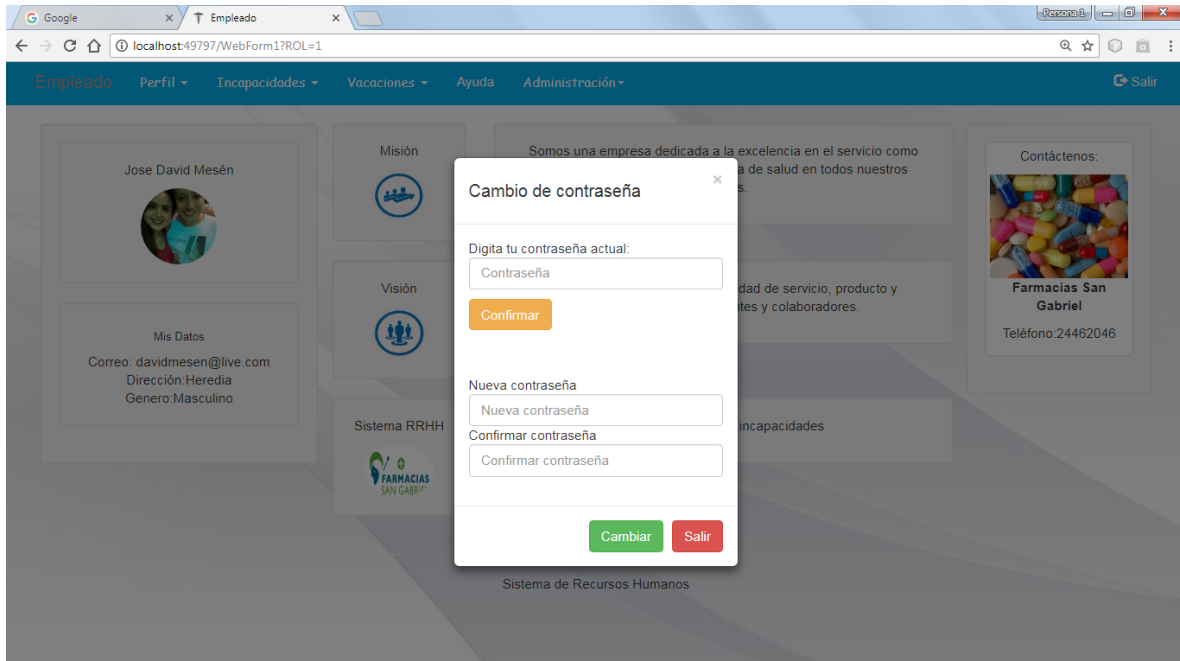 Google
Empleado
Persona 1
localhost:49797/WebForm1?ROL=1
Empleado Perfil Incapacidades Vacaciones Ayuda Administración Salir
Jose David Mesén
Mis Datos
Correo: davidmesen@live.com
Dirección:Heredia
Genero:Masculino
Misión
Somos una empresa dedicada a la excelencia en el servicio como
a de salud en todos nuestros
s.
Visión
dad de servicio, producto y
tes y colaboradores.
Sistema RRHH
incapacidades
FARMACIAS
SAN GABRIEL
Contáctenos:
Farmacias San
Gabriel
Teléfono:24462046
Cambio de contraseña
×
Digita tu contraseña actual:
Contraseña
Confirmar
Nueva contraseña
Nueva contraseña
Confirmar contraseña
Confirmar contraseña
Cambiar Salir
Sistema de Recursos Humanos